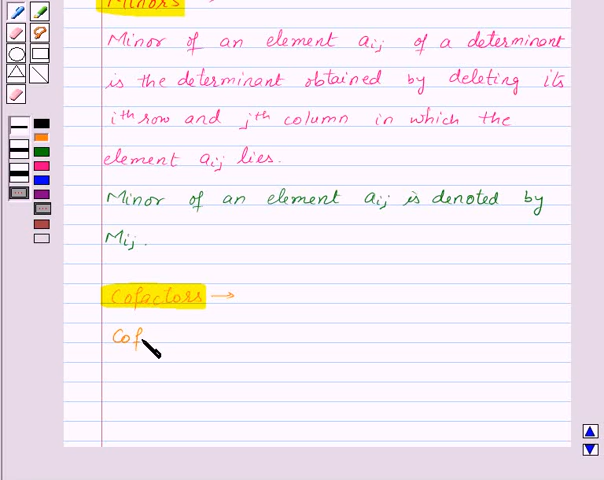 Minors →
Minor of an element aij of a determinant
is the determinant obtained by deleting its
ith row and jth column in which the
element aij lies.
Minor of an element aij is denoted by
Mij.
Cofactors →
Cof